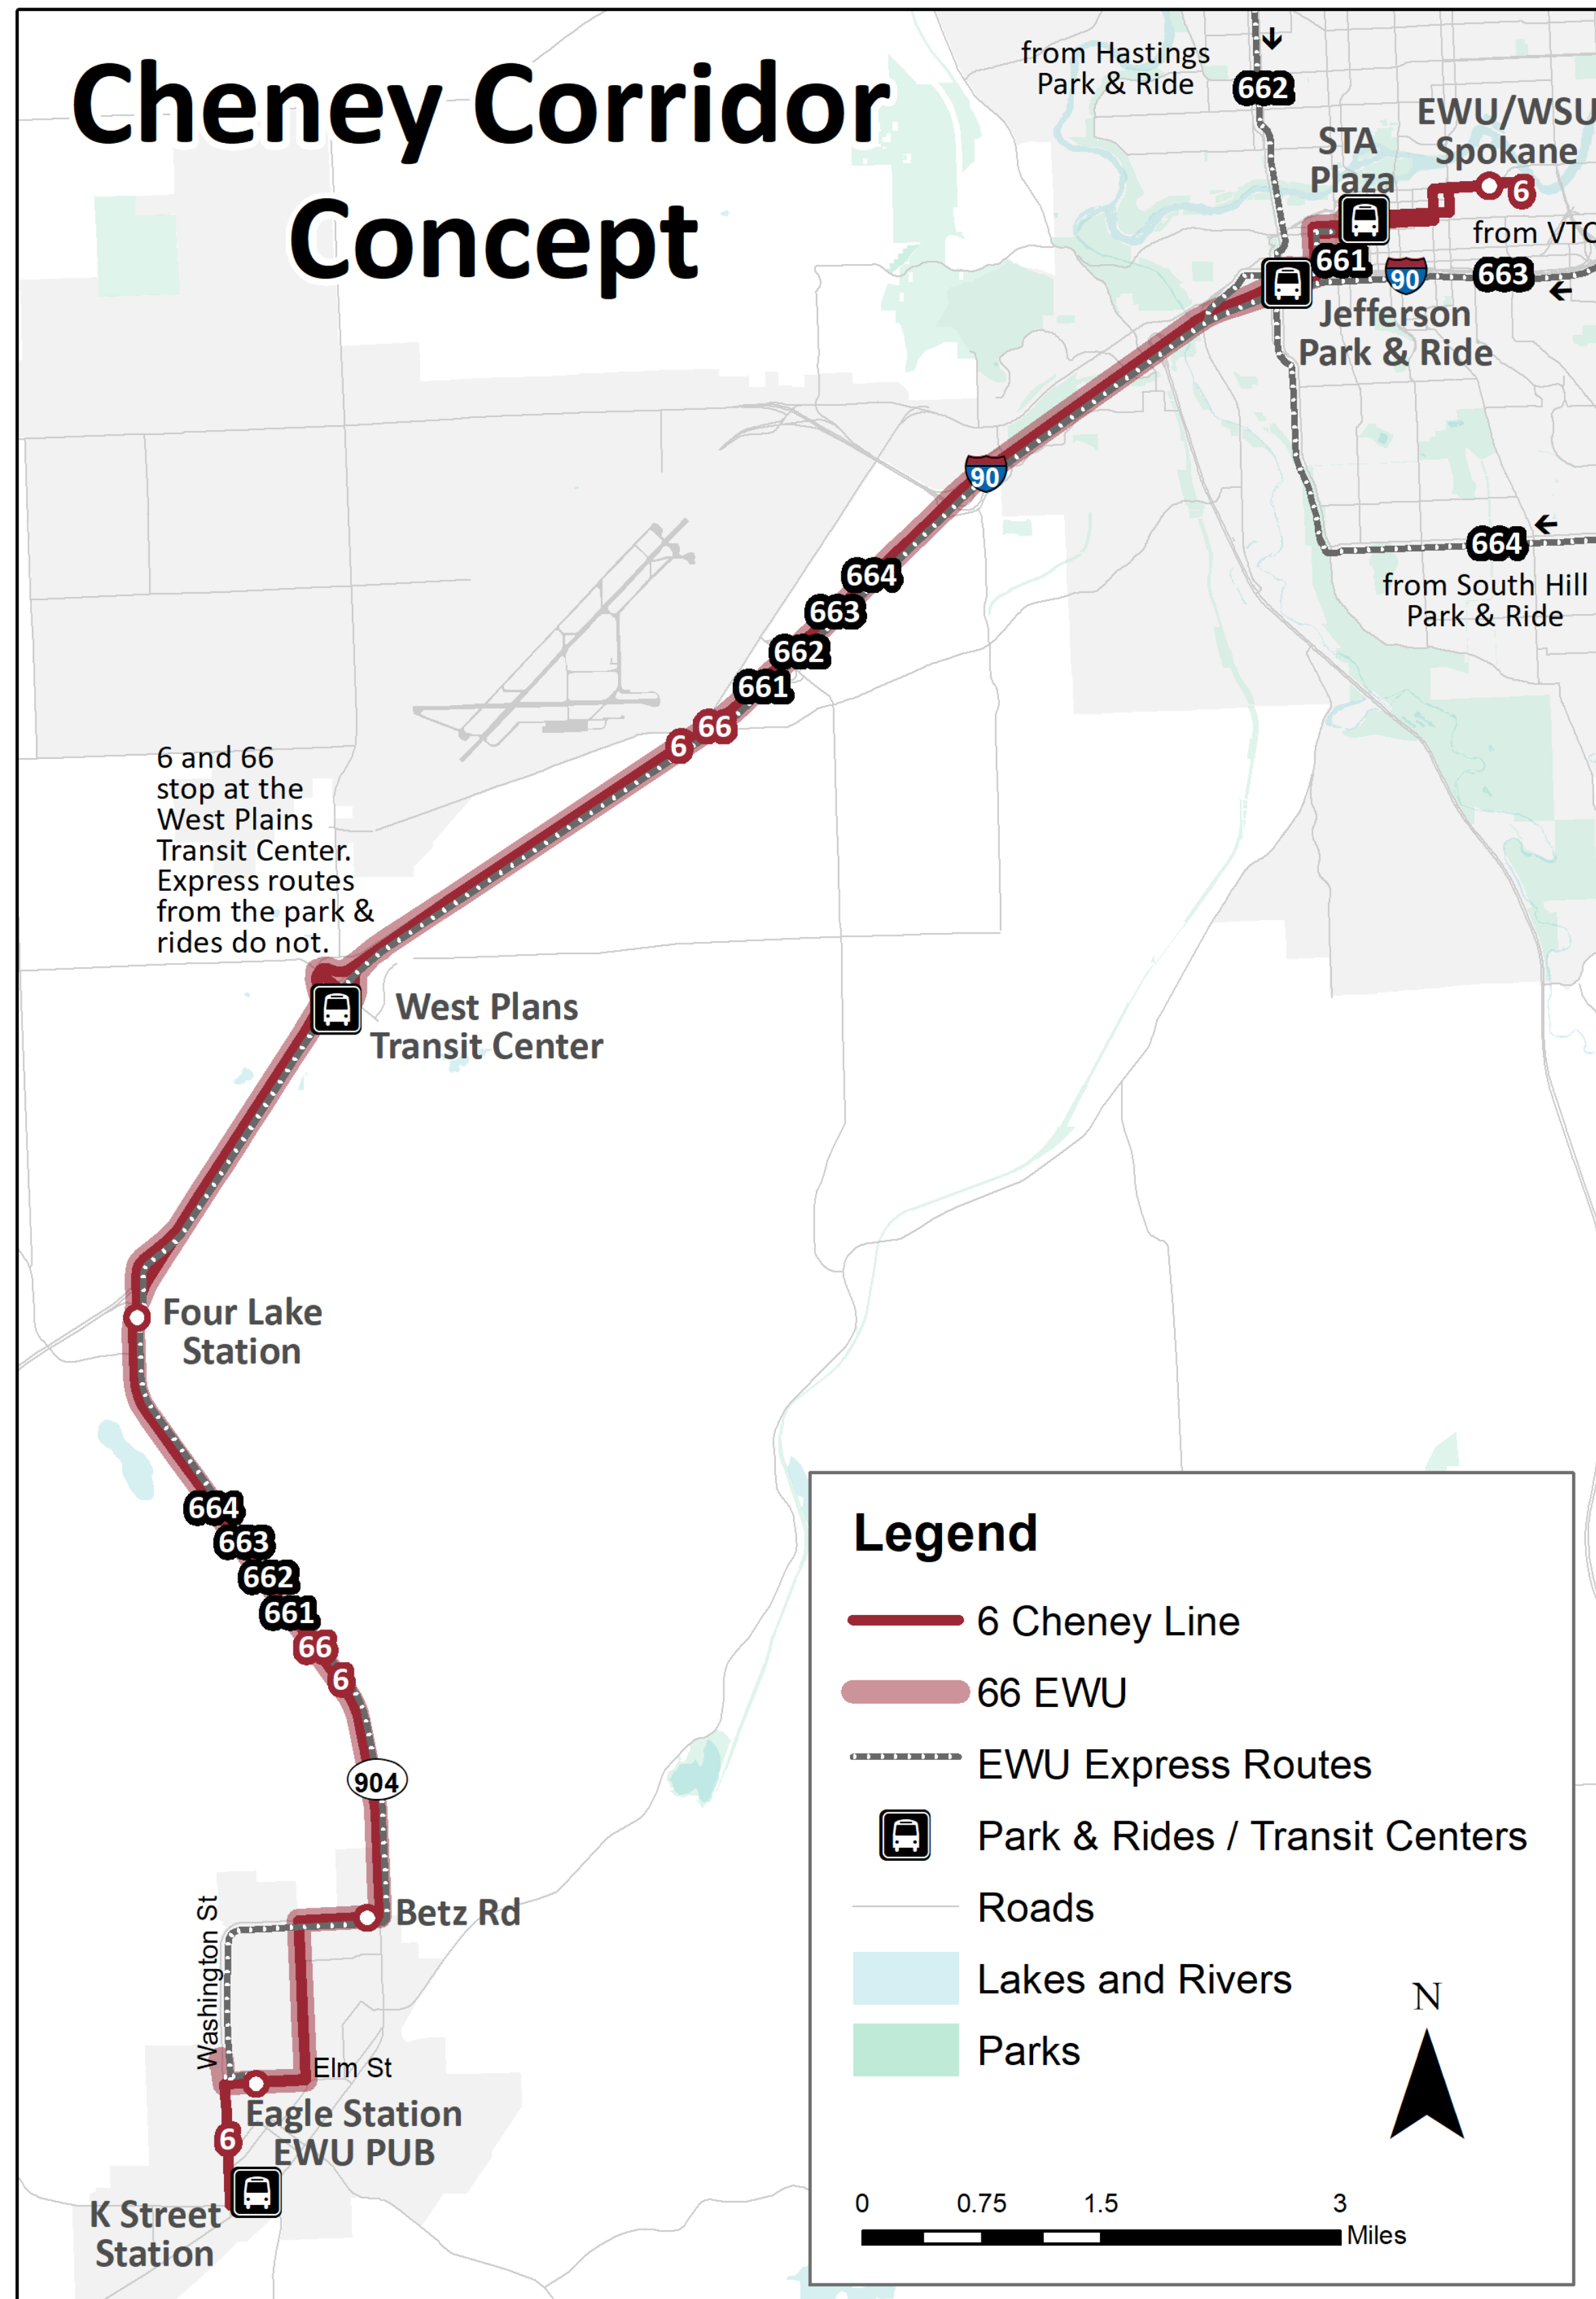 Cheney Corridor
Concept
from Hastings
Park & Ride
662
EWU/WSU
Spokane
STA
Plaza
6
from VTC
661
90
663
Jefferson
Park & Ride
90
664
from South Hill
Park & Ride
664
663
662
661
66
6
6 and 66
stop at the
West Plains
Transit Center.
Express routes
from the park &
rides do not.
West Plans
Transit Center
Four Lake
Station
664
663
662
661
66
6
904
Betz Rd
Washington St
Elm St
Eagle Station
EWU PUB
6
K Street
Station
Legend
6 Cheney Line
66 EWU
EWU Express Routes
Park & Rides / Transit Centers
Roads
Lakes and Rivers
Parks
N
0 0.75 1.5 3
Miles